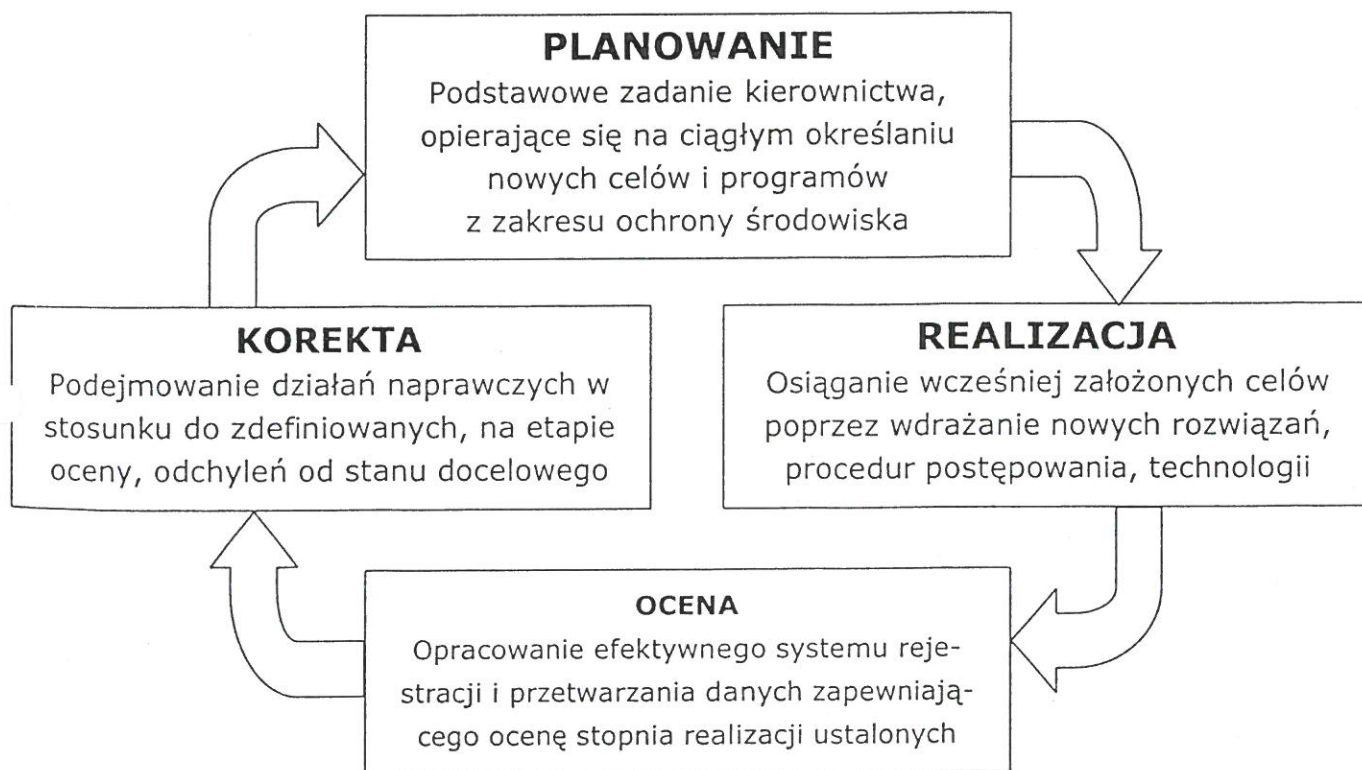 PLANOWANIE
Podstawowe zadanie kierownictwa,
opierające się na ciągłym określaniu
nowych celów i programów
z zakresu ochrony środowiska
KOREKTA
Podejmowanie działań naprawczych w
stosunku do zdefiniowanych, na etapie
oceny, odchyleń od stanu docelowego
REALIZACJA
Osiąganie wcześniej założonych celów
poprzez wdrażanie nowych rozwiązań,
procedur postępowania, technologii
OCENA
Opracowanie efektywnego systemu reje-
stracji i przetwarzania danych zapewniają-
cego ocenę stopnia realizacji ustalonych